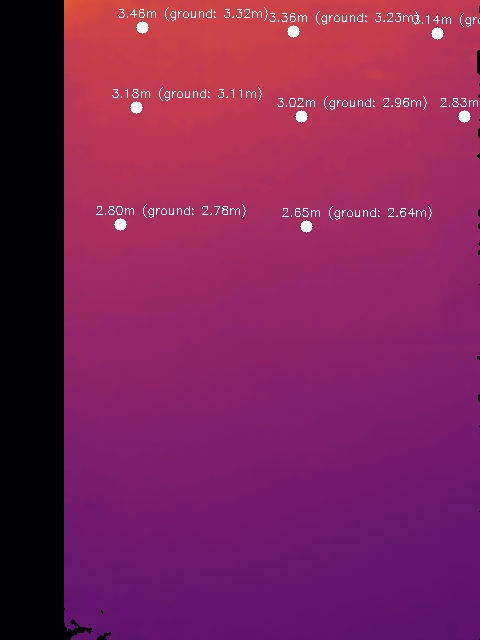 3.46m (ground: 3.32m)
3.36m (ground: 3.23m)
3.14m (gro
3.18m (ground: 3.11m)
3.02m (ground: 2.96m)
2.83m
2.80m (ground: 2.78m)
2.65m (ground: 2.64m)